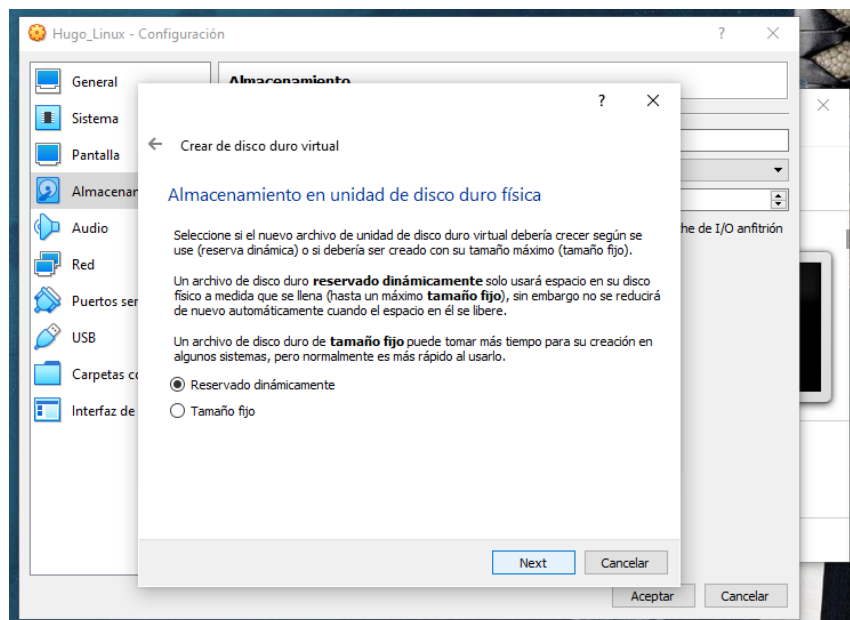 Hugo_Linux - Configuración
?
General
Almacenamiento
Sistema
Pantalla
Audio
Red
USB
Carpetas
Interfaz de
he de I/O anfitrión
?
Crear de disco duro virtual
Almacenamiento en unidad de disco duro física
Seleccione si el nuevo archivo de unidad de disco duro virtual debería crecer según se
use (reserva dinámica) o si debería ser creado con su tamaño máximo (tamaño fijo).
Un archivo de disco duro reservado dinámicamente solo usará espacio en su disco
físico a medida que se llena (hasta un máximo tamaño fijo), sin embargo no se reducirá
de nuevo automáticamente cuando el espacio en él se libere.
Un archivo de disco duro de tamaño fijo puede tomar más tiempo para su creación en
algunos sistemas, pero normalmente es más rápido al usarlo.
Reservado dinámicamente
Tamaño fijo
Next Cancelar
Aceptar Cancelar